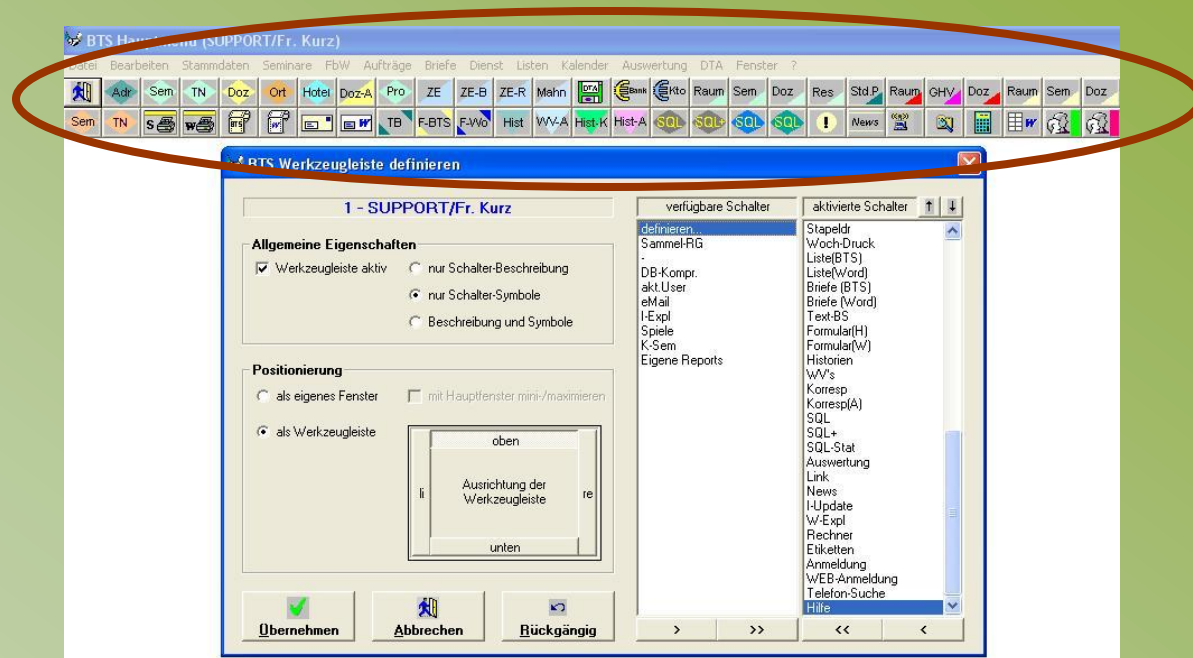 BTS Hauptmenü (SUPPORT/Fr. Kurz)
Datei Bearbeiten Stammdaten Seminare FbW Aufträge Briefe Dienst Listen Kalender Auswertung DTA Fenster ?
Adr Sem TN Doz Ort Hotel Doz-A Pro ZE ZE-B ZE-R Mahn DTA Bank Kto Raum Sem Doz Res Std.P. Raum GHV Doz Raum Sem Doz
Sem TN S W BTS W W TB F-BTS F-Wo Hist WV-A Hist-K Hist-A SQL SQL+ SQL SQL ! News W
BTS Werkzeugleiste definieren
1 - SUPPORT/Fr. Kurz
Allgemeine Eigenschaften
Werkzeugleiste aktiv
nur Schalter-Beschreibung
nur Schalter-Symbole
Beschreibung und Symbole
Positionierung
als eigenes Fenster
mit Hauptfenster mini-/maximieren
als Werkzeugleiste
oben
li
Ausrichtung der
Werkzeugleiste
re
unten
Übernehmen
Abbrechen
Rückgängig
verfügbare Schalter
definieren...
Sammel-RG
-
DB-Kompr.
akt.User
eMail
I-Expl
Spiele
K-Sem
Eigene Reports
> >>
aktivierte Schalter
Stapeldr
Woch-Druck
Liste(BTS)
Liste(Word)
Briefe (BTS)
Briefe (Word)
Text-BS
Formular(H)
Formular(W)
Historien
WV's
Korresp
Korresp(A)
SQL
SQL+
SQL-Stat
Auswertung
Link
News
I-Update
W-Expl
Rechner
Etiketten
Anmeldung
WEB-Anmeldung
Telefon-Suche
Hilfe
<< <